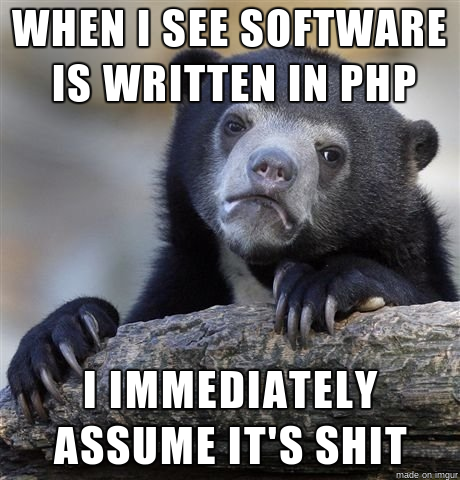 WHEN I SEE SOFTWARE
IS WRITTEN IN PHP
I IMMEDIATELY
ASSUME IT'S SHIT
made on imgur